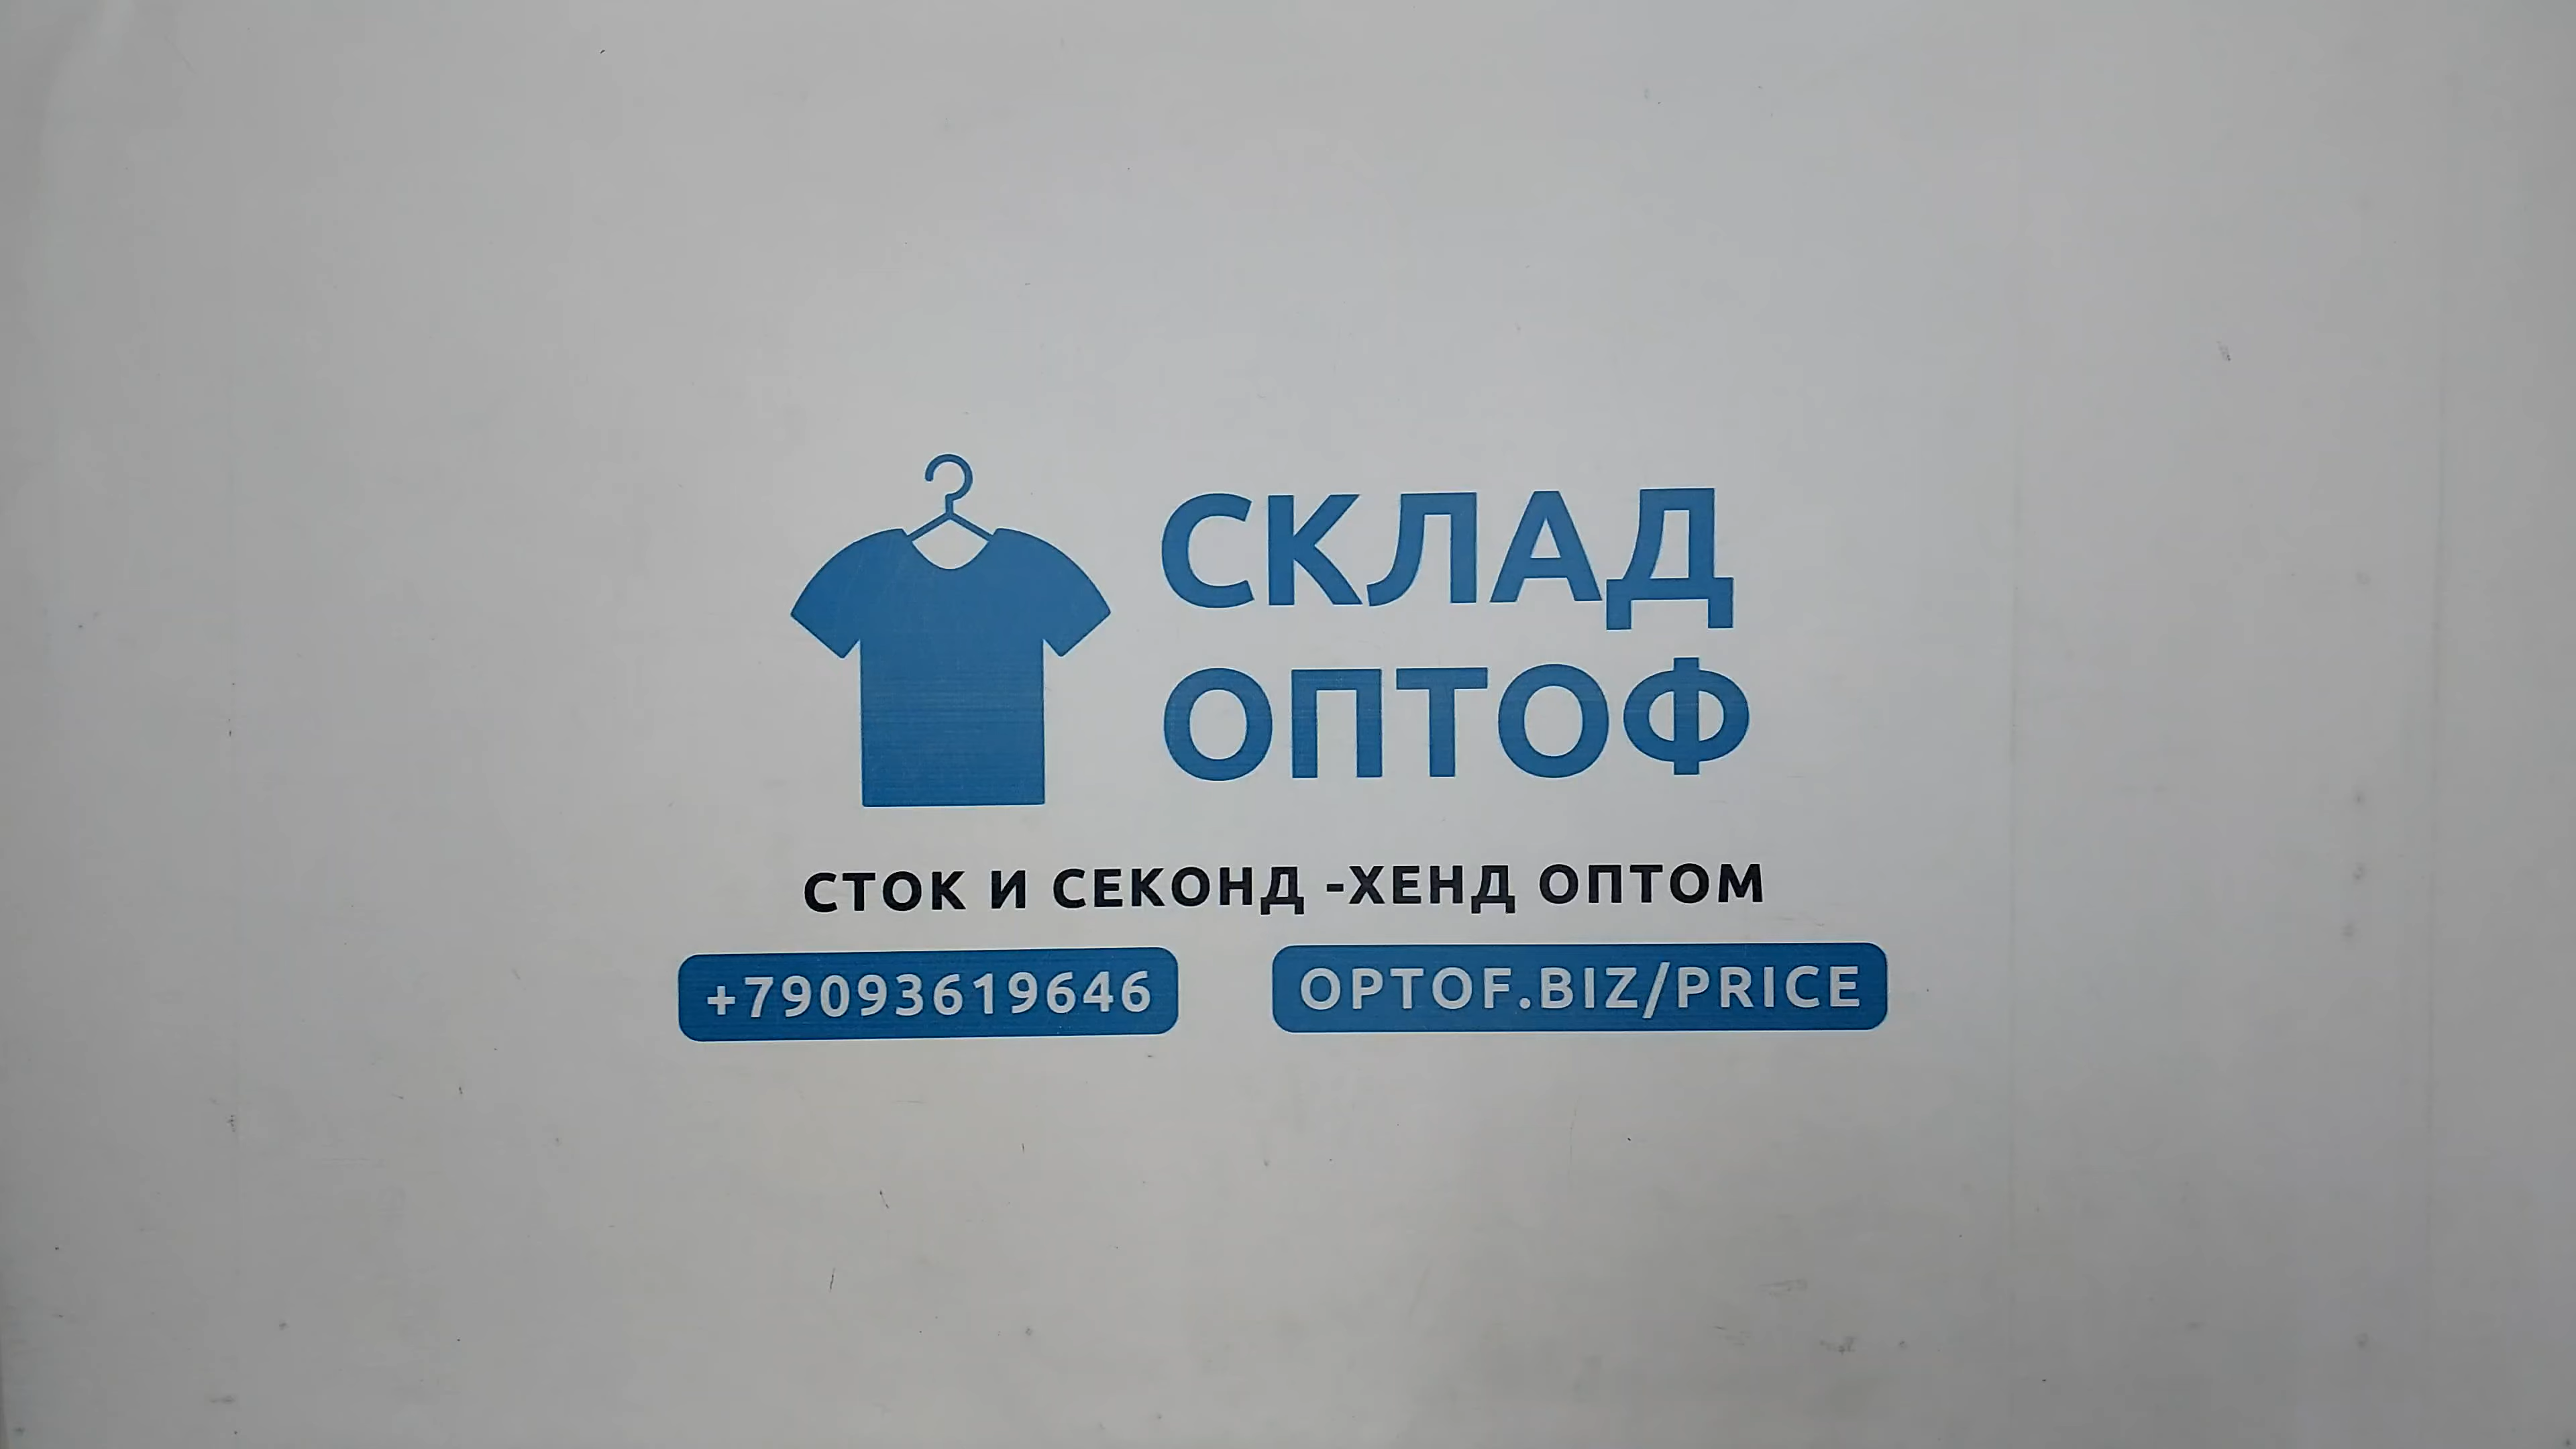 СКЛАД
ОПТОФ
СТОК И СЕКОНД -ХЕНД ОПТОМ
+79093619646
OPTOF.BIZ/PRICE